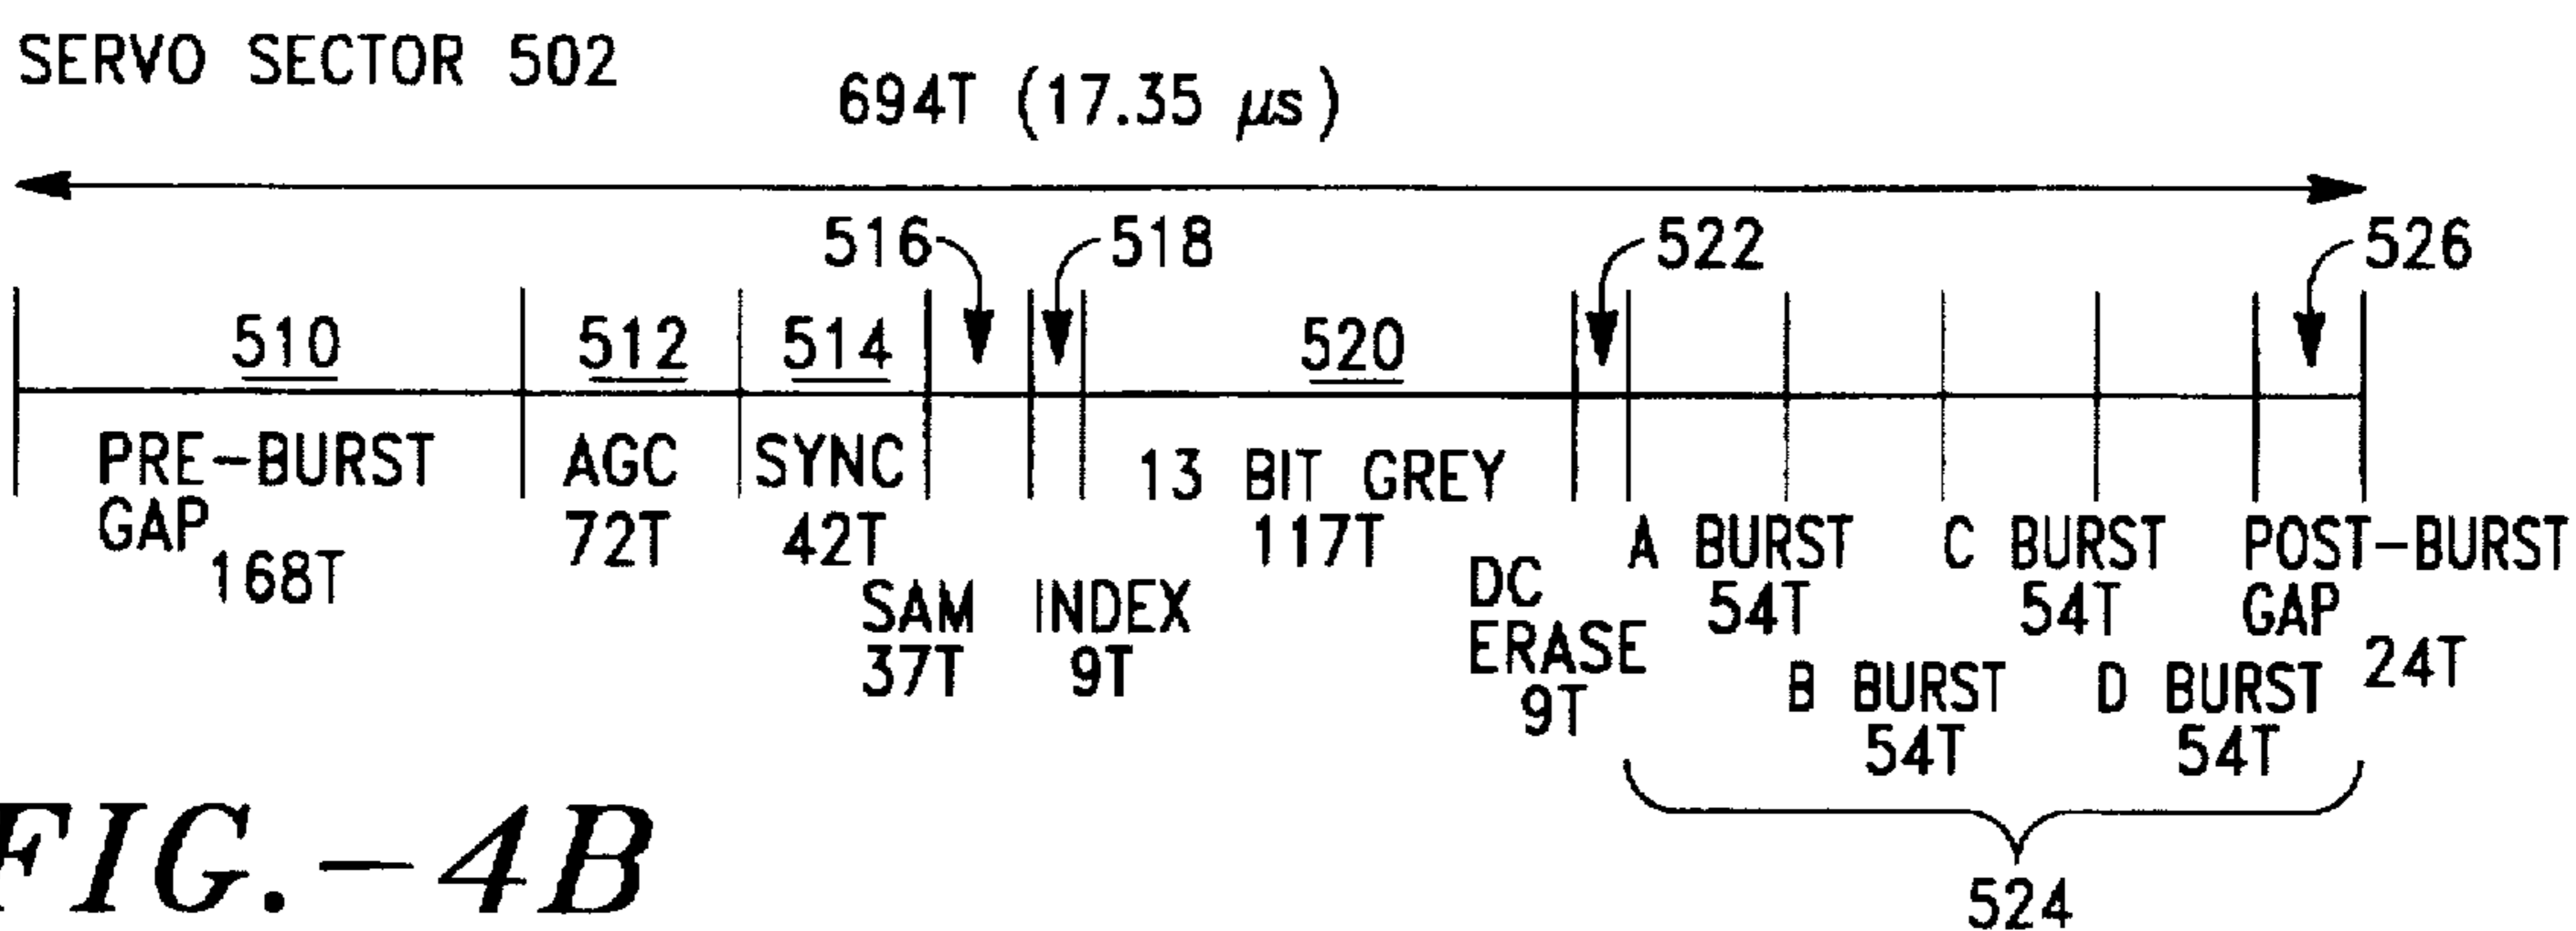 SERVO SECTOR 502
694T (17.35 μs)
516
518
522
526
510
512
514
520
PRE-BURST
GAP
168T
AGC
72T
SYNC
42T
SAM
37T
INDEX
9T
13 BIT GREY
117T
DC
ERASE
9T
A BURST
54T
B BURST
54T
C BURST
54T
D BURST
54T
POST-BURST
GAP
24T
524
FIG.-4B